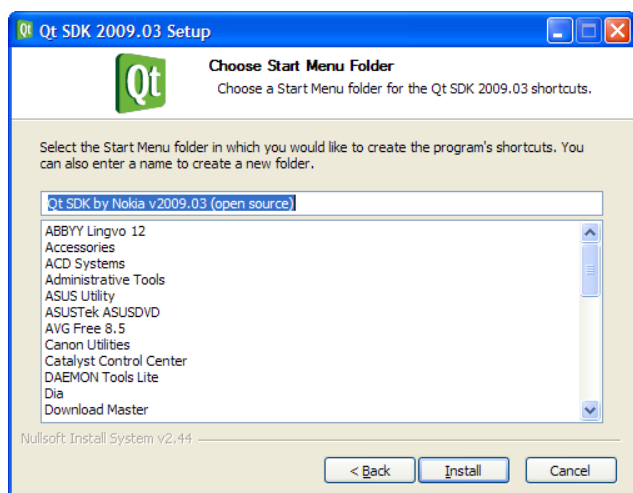 Qt SDK 2009.03 Setup
Qt
Choose Start Menu Folder
Choose a Start Menu folder for the Qt SDK 2009.03 shortcuts.
Select the Start Menu folder in which you would like to create the program's shortcuts. You
can also enter a name to create a new folder.
Qt SDK by Nokia v2009.03 (open source)
ABBYY Lingvo 12
Accessories
ACD Systems
Administrative Tools
ASUS Utility
ASUSTek ASUSDVD
AVG Free 8.5
Canon Utilities
Catalyst Control Center
DAEMON Tools Lite
Dia
Download Master
Nullsoft Install System v2.44
< Back Install Cancel